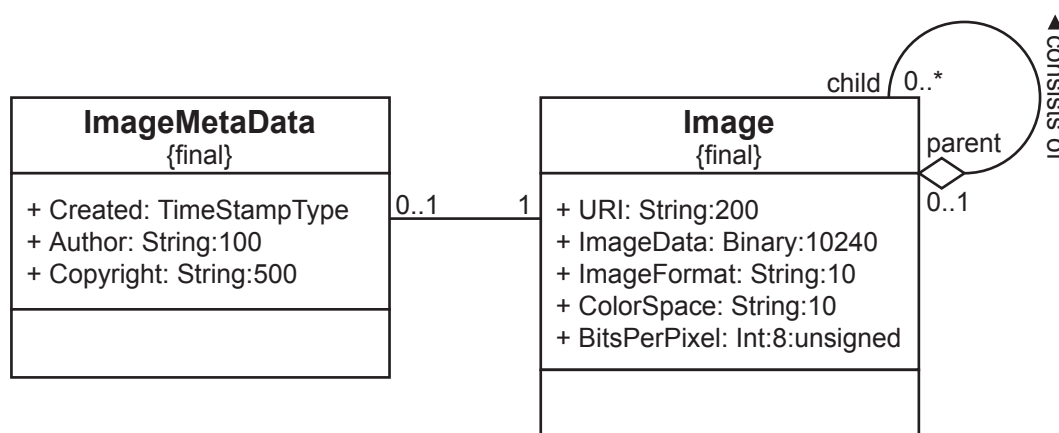 ImageMetaData
{final}
+ Created: TimeStampType
+ Author: String:100
+ Copyright: String:500
0..1
1
Image
{final}
+ URI: String:200
+ ImageData: Binary:10240
+ ImageFormat: String:10
+ ColorSpace: String:10
+ BitsPerPixel: Int:8:unsigned
child
0..*
parent
0..1
◀ consists of